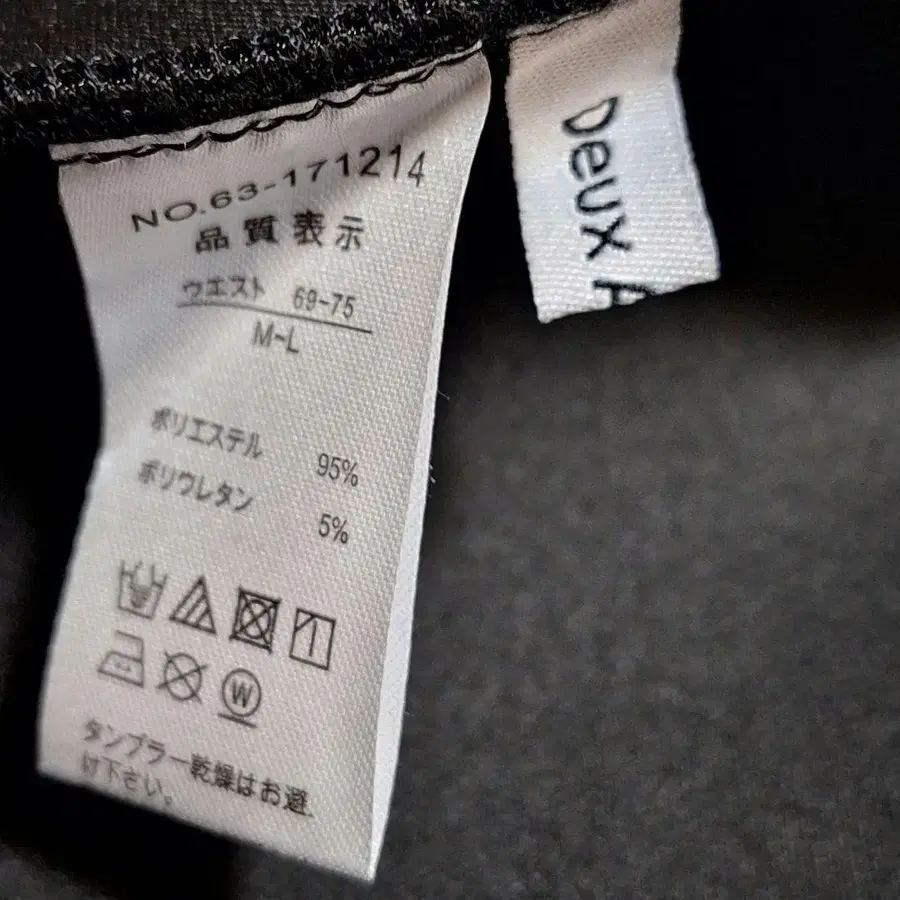 NO.63-171214
品質表示
ウエスト 69-75
M~L
ポリエステル 95%
ポリウレタン 5%
W
タンブラー乾燥はお避
け下さい。
Deux A